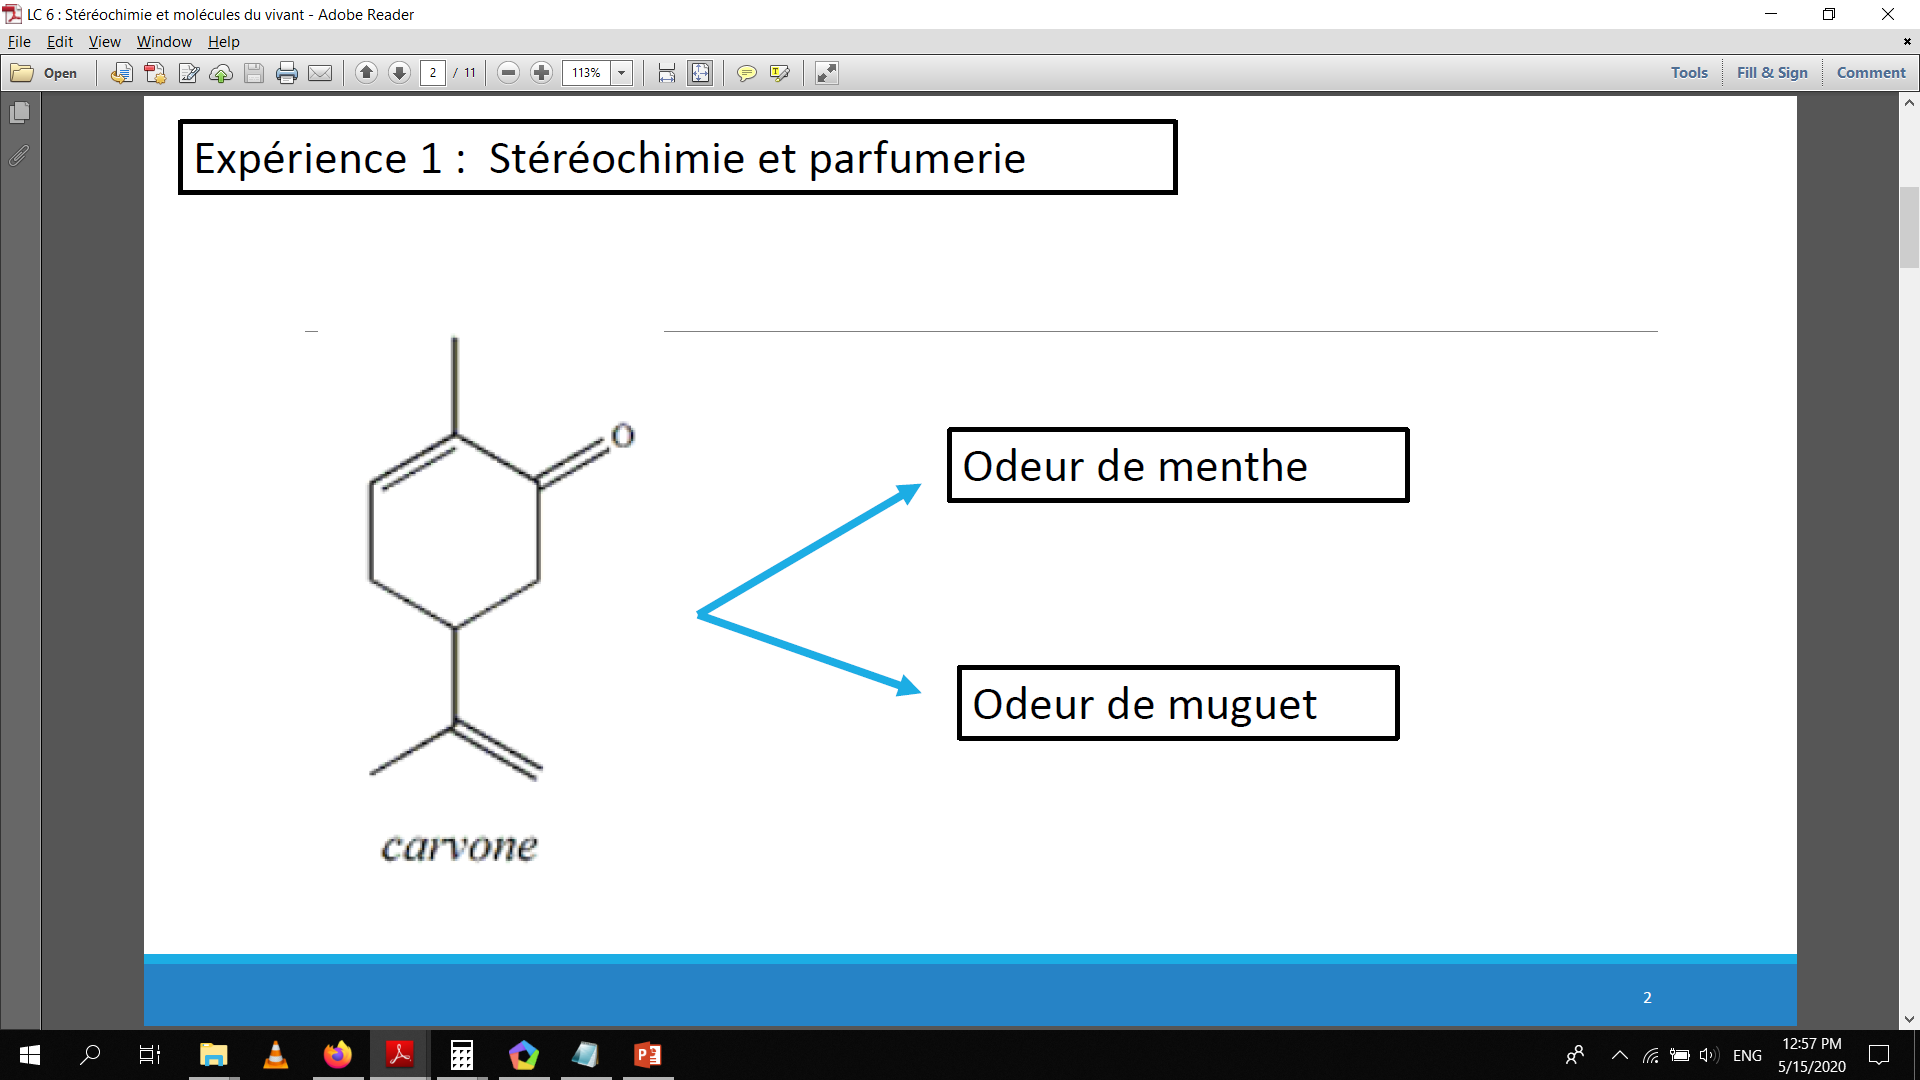 LC 6 : Stéréochimie et molécules du vivant - Adobe Reader
File Edit View Window Help
Open 2 / 11 113% Tools Fill & Sign Comment
Expérience 1 : Stéréochimie et parfumerie
O
Odeur de menthe
Odeur de muguet
carvone
2
ENG
12:57 PM
5/15/2020